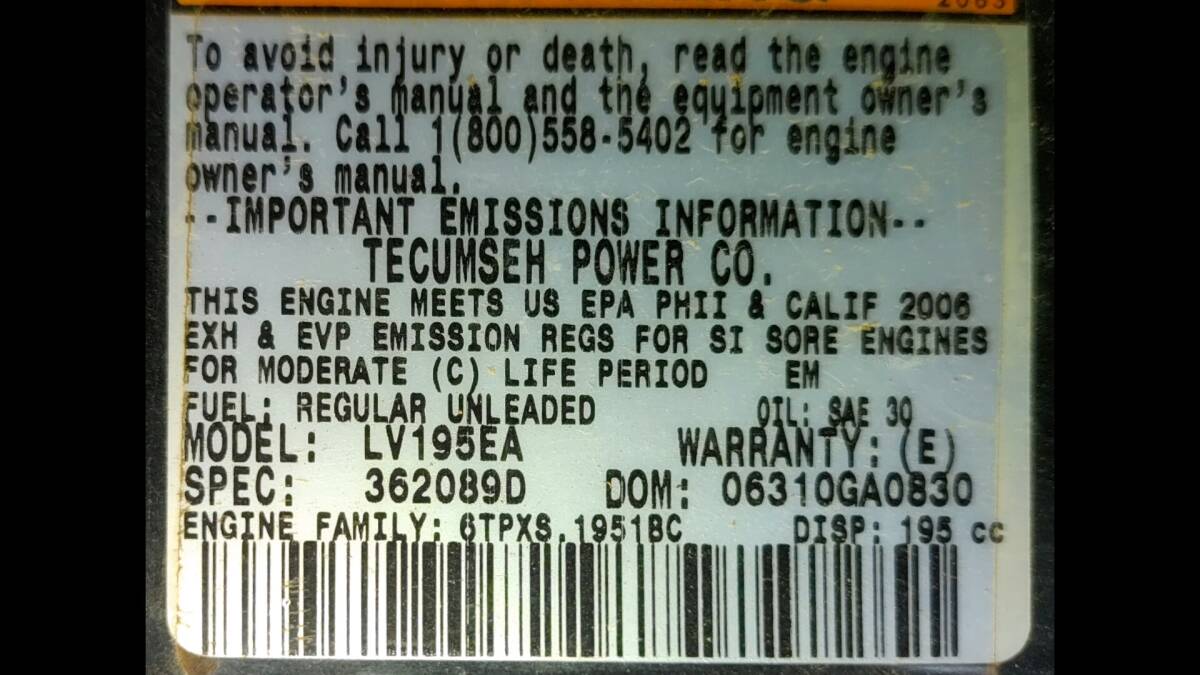 2063
To avoid injury or death, read the engine
operator's manual and the equipment owner's
manual. Call 1(800)558-5402 for engine
owner's manual.
--IMPORTANT EMISSIONS INFORMATION--
TECUMSEH POWER CO.
THIS ENGINE MEETS US EPA PHII & CALIF 2006
EXH & EVP EMISSION REGS FOR SI SORE ENGINES
FOR MODERATE (C) LIFE PERIOD EM
FUEL: REGULAR UNLEADED OIL: SAE 30
MODEL: LV195EA WARRANTY: (E)
SPEC: 362089D DOM: 06310GA0830
ENGINE FAMILY: 6TPXS.1951BC DISP: 195 cc